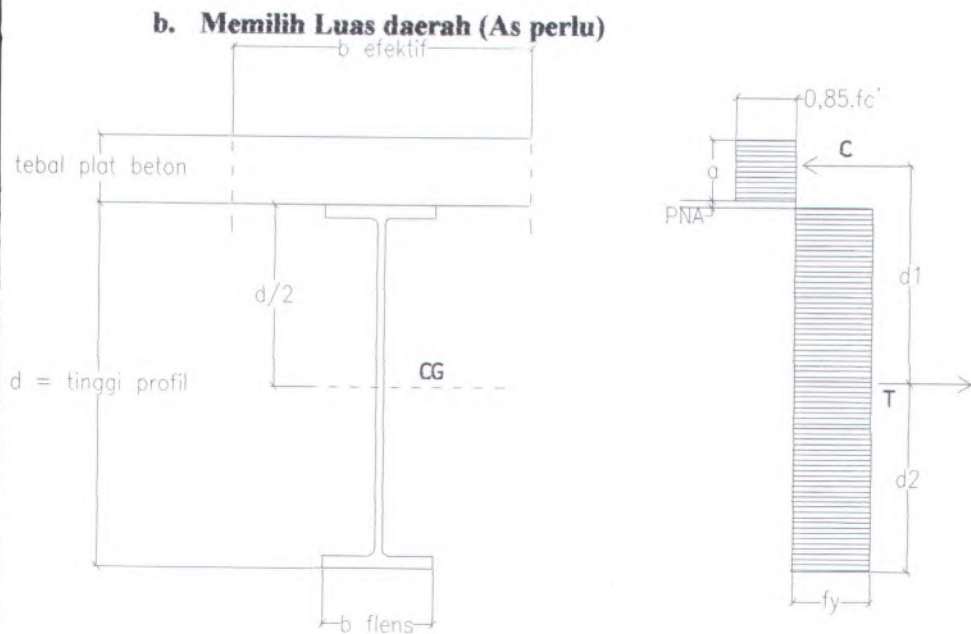 b. Memilih Luas daerah (As perlu)
b efektif
0,85.fc'
tebal plat beton
C
a
PNA
d1
d/2
d = tinggi profil
CG
T
d2
fy
b flens